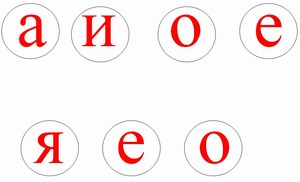 а и о е
я е о